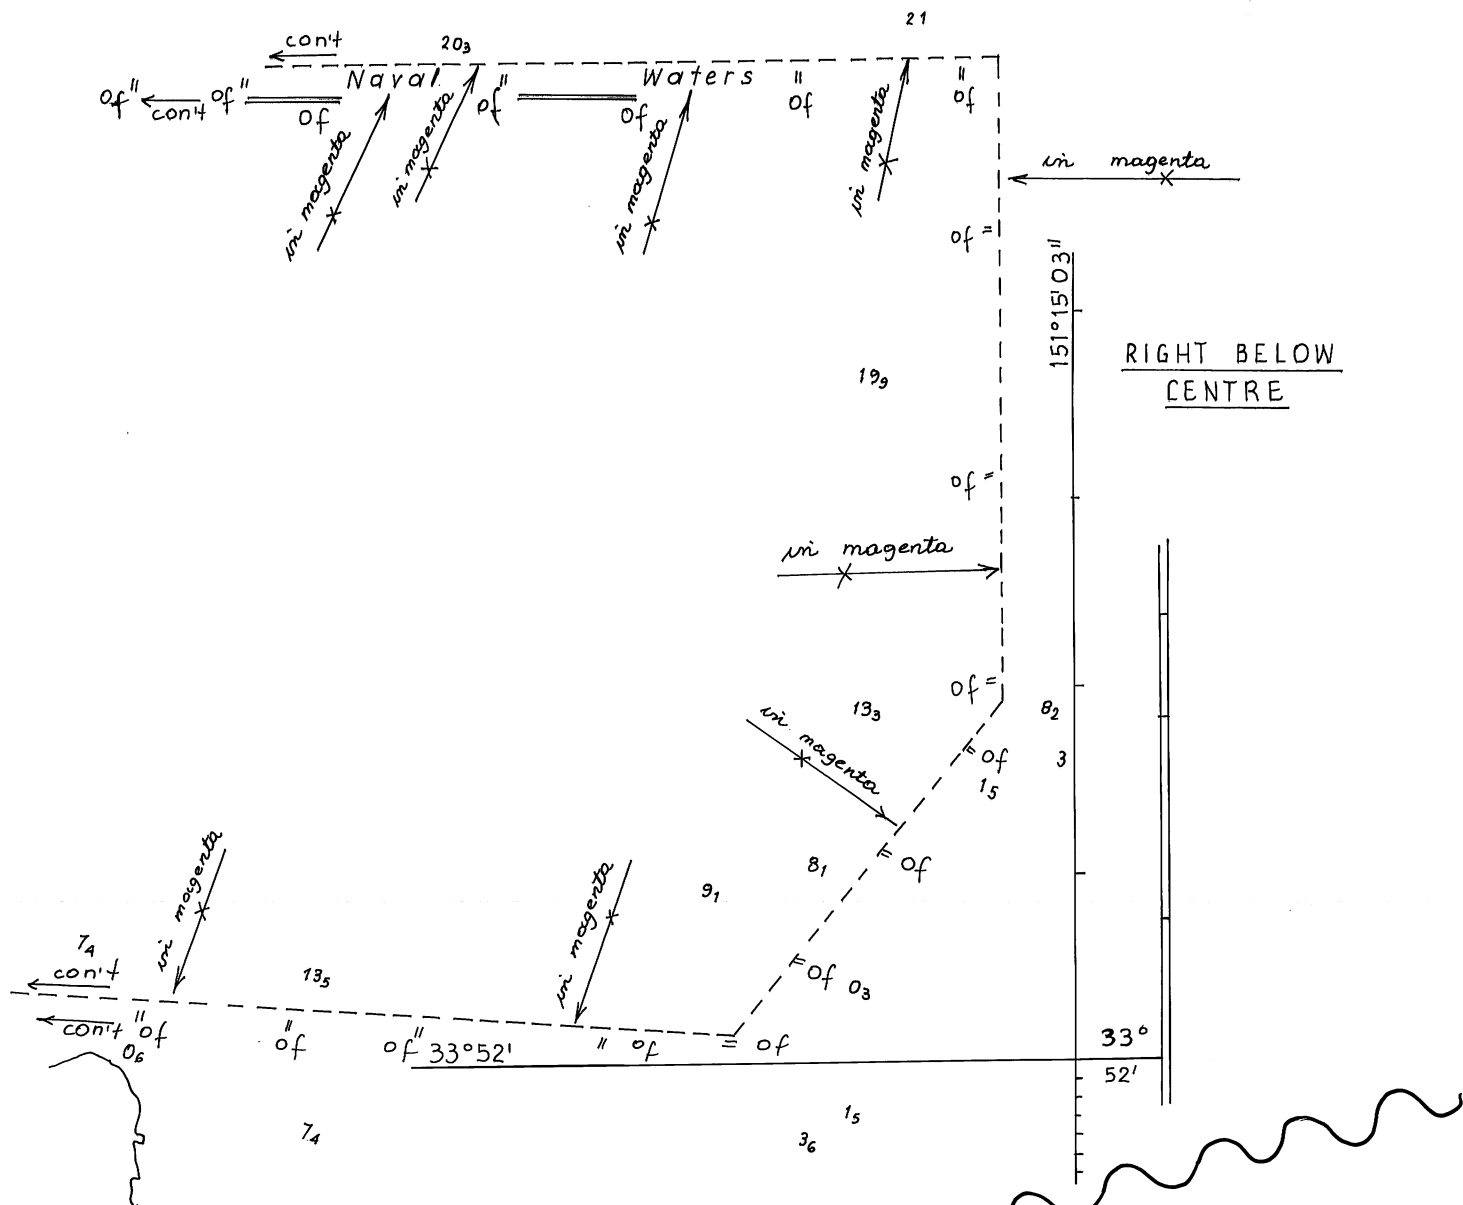 21
con't 20₃
Naval Waters
of" con't of" of of" of of of
in magenta in magenta in magenta in magenta
in magenta
of
151°15'03"
RIGHT BELOW
CENTRE
19₉
of
in magenta
of
13₃ 8₂
in magenta
of 3
1₅
of
8₁
9₁
in magenta in magenta
7₄
con't
13₅
of 0₃
con't of of of of of
0₆
33°52'
33°
52'
7₄ 3₆ 1₅